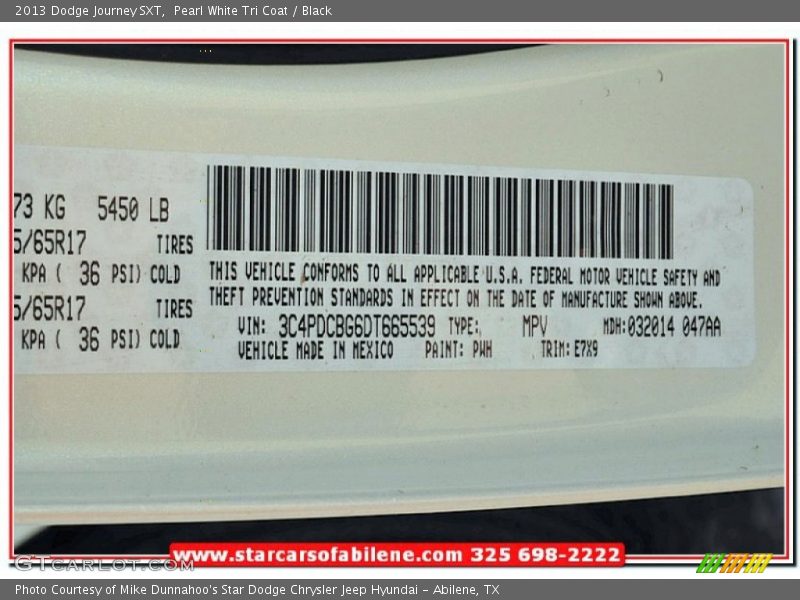 2013 Dodge Journey SXT, Pearl White Tri Coat / Black
73 KG 5450 LB
5/65R17 TIRES
KPA ( 36 PSI) COLD
5/65R17 TIRES
KPA ( 36 PSI) COLD
THIS VEHICLE CONFORMS TO ALL APPLICABLE U.S.A. FEDERAL MOTOR VEHICLE SAFETY AND
THEFT PREVENTION STANDARDS IN EFFECT ON THE DATE OF MANUFACTURE SHOWN ABOVE.
VIN: 3C4PDCBG6DT665539 TYPE: MPV MDH:032014 047AA
VEHICLE MADE IN MEXICO PAINT: PWH TRIM: E7X9
www.starcarsofabilene.com 325 698-2222
GTCARLOT.COM
Photo Courtesy of Mike Dunnahoo's Star Dodge Chrysler Jeep Hyundai - Abilene, TX